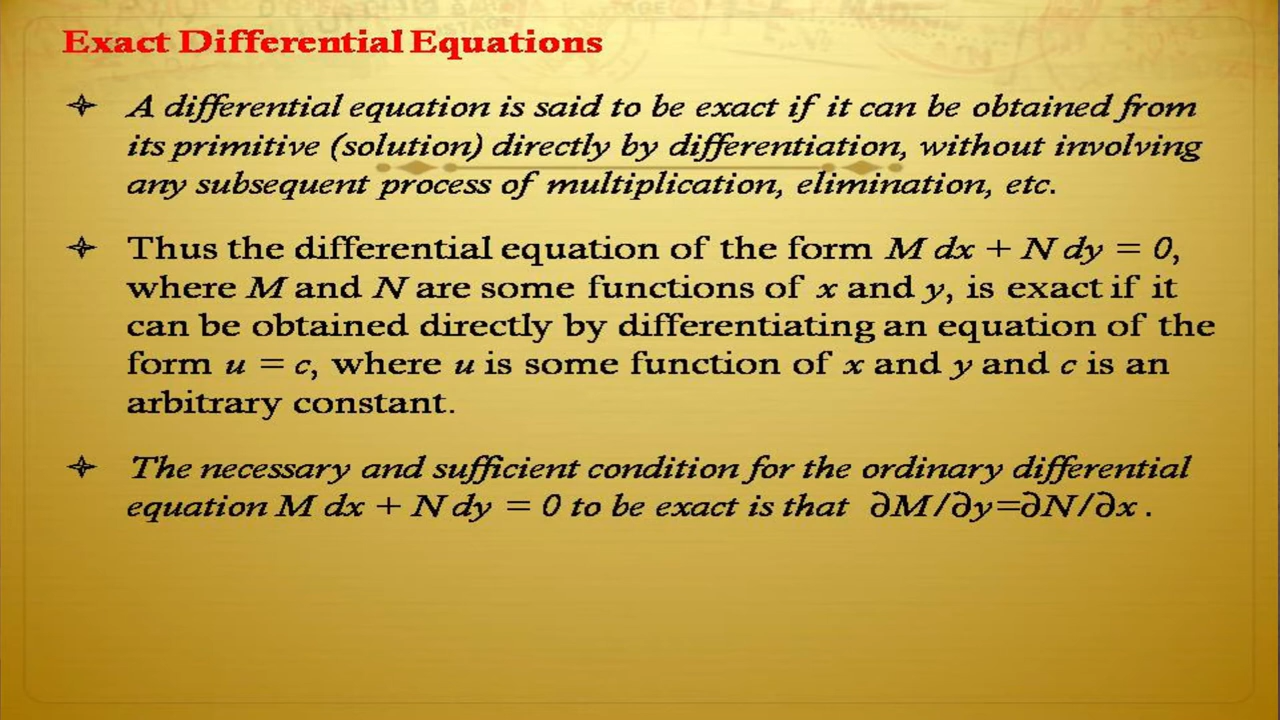 Exact Differential Equations
A differential equation is said to be exact if it can be obtained from
its primitive (solution) directly by differentiation, without involving
any subsequent process of multiplication, elimination, etc.
Thus the differential equation of the form M dx + N dy = 0,
where M and N are some functions of x and y, is exact if it
can be obtained directly by differentiating an equation of the
form u = c, where u is some function of x and y and c is an
arbitrary constant.
The necessary and sufficient condition for the ordinary differential
equation M dx + N dy = 0 to be exact is that ∂M/∂y=∂N/∂x .